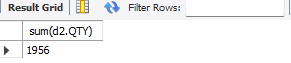 Result Grid Filter Rows:
sum(d2.QTY)
1956